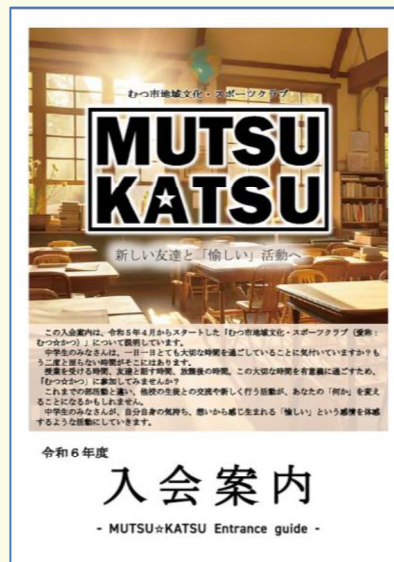 むつ市地域文化・スポーツクラブ
MUTSU
KA☆TSU
新しい友達と「愉しい」活動へ
この入会案内は、令和5年4月からスタートした「むつ市地域文化・スポーツクラブ（愛称：
むつ☆かつ）」について説明しています。
中学生のみなさんは、一日一日とても大切な時間を過ごしていることに気付いていますか？も
う二度と戻らない時間がそこにはあります。
授業を受ける時間、友達と話す時間、放課後の時間。この大切な時間を有意義に過ごすため、
「むつ☆かつ」に参加してみませんか？
これまでの部活動と違い、他校の生徒との交流や新しく行う活動が、あなたの「何か」を変え
ることになるかもしれません。
中学生のみなさんが、自分自身の気持ち、想いから感じ生まれる「愉しい」という感情を体感
するような活動にしていきます。
令和６年度
入会案内
- MUTSU☆KATSU Entrance guide -